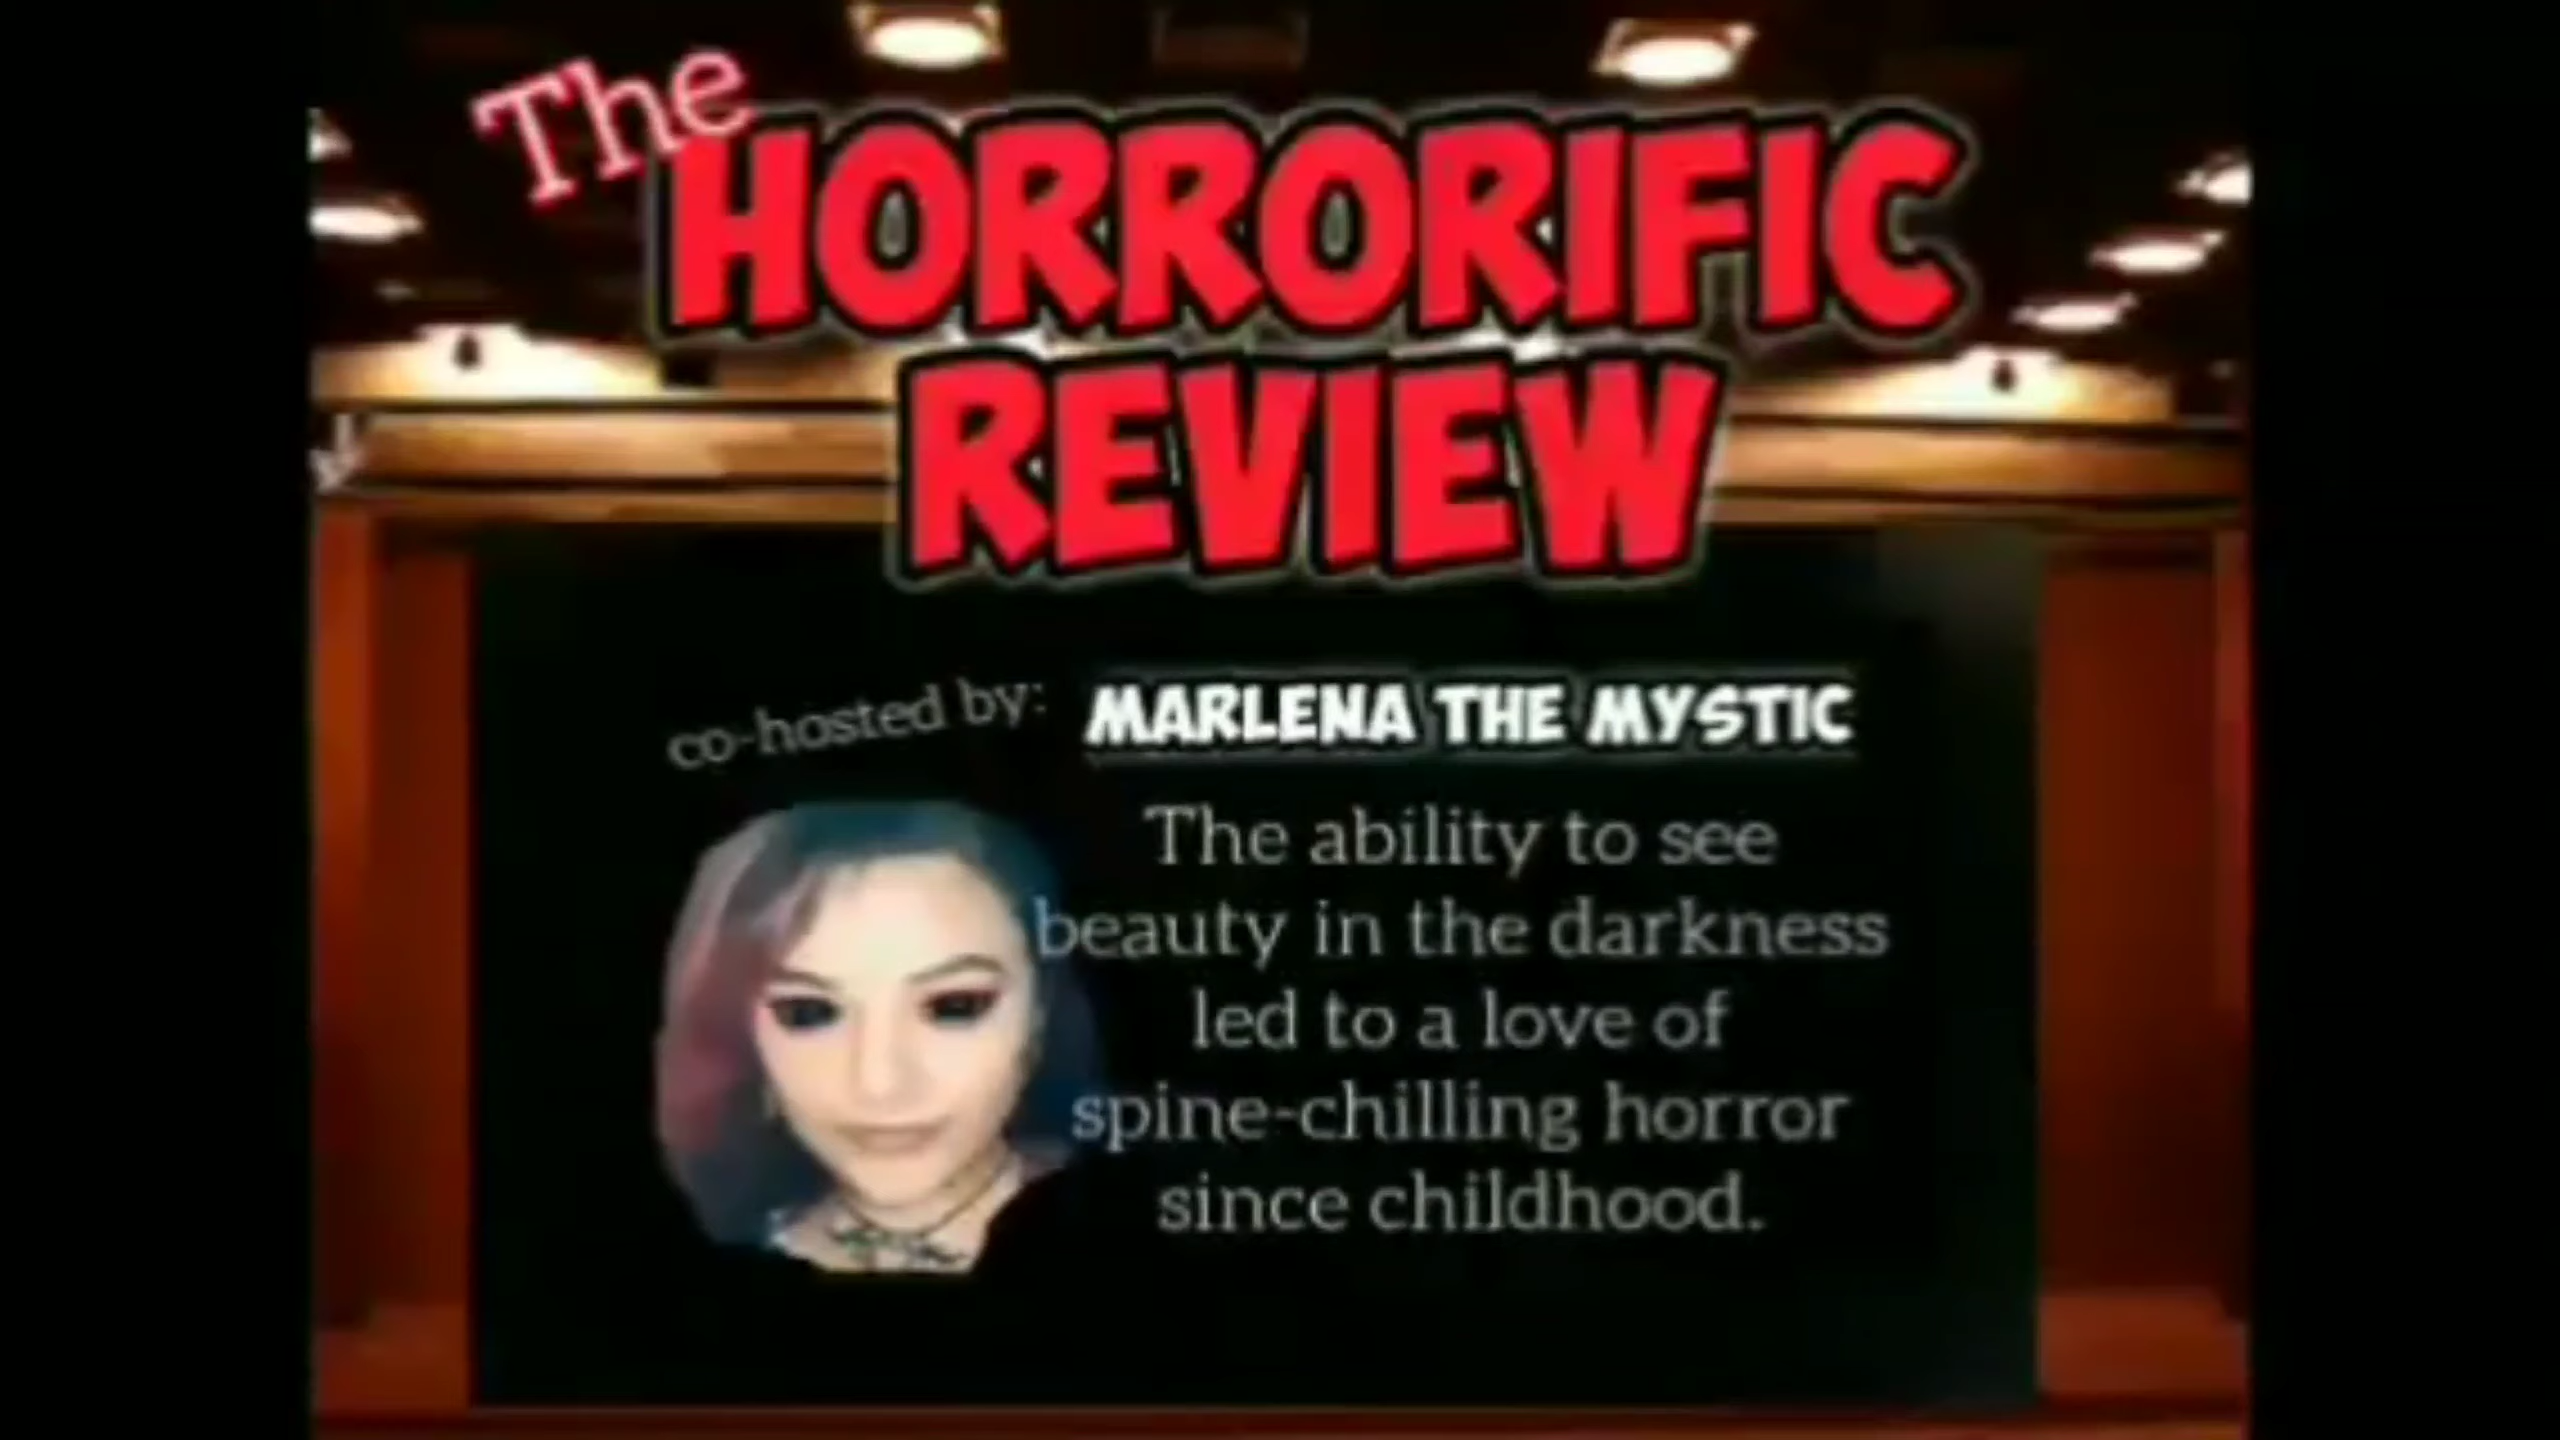 The
HORRORIFIC
REVIEW
co-hosted by: MARLENA THE MYSTIC
The ability to see
beauty in the darkness
led to a love of
spine-chilling horror
since childhood.